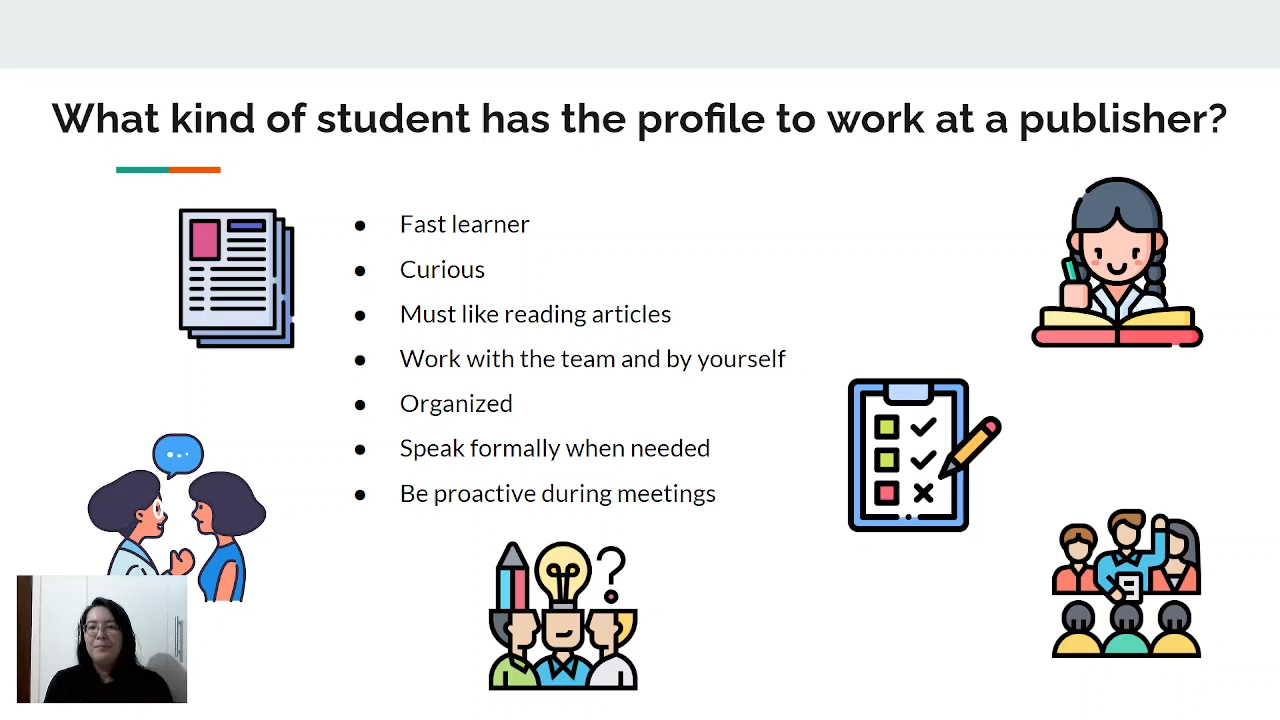 What kind of student has the profile to work at a publisher?
● Fast learner
● Curious
● Must like reading articles
● Work with the team and by yourself
● Organized
● Speak formally when needed
● Be proactive during meetings
?